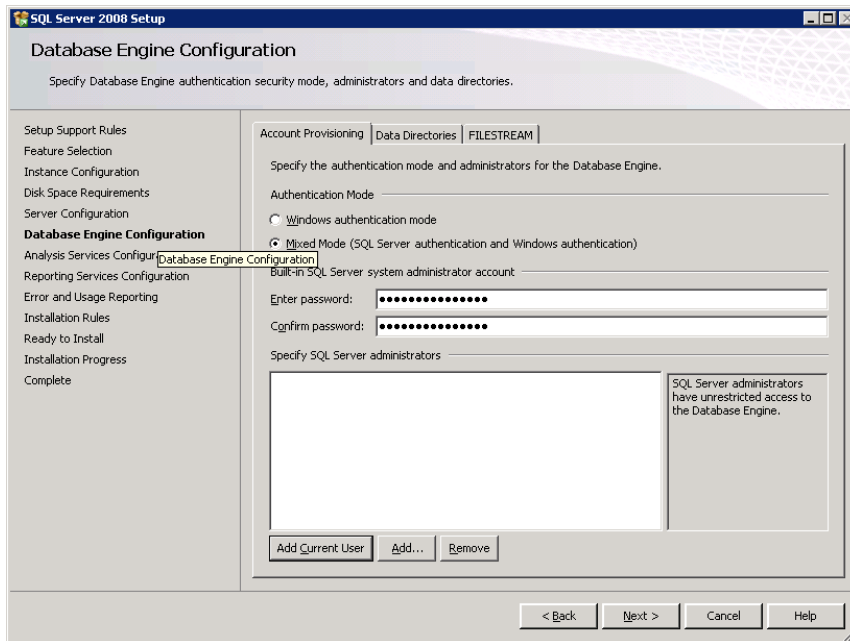 SQL Server 2008 Setup
Database Engine Configuration
Specify Database Engine authentication security mode, administrators and data directories.
Setup Support Rules
Feature Selection
Instance Configuration
Disk Space Requirements
Server Configuration
Database Engine Configuration
Analysis Services Configur
Database Engine Configuration
Reporting Services Configuration
Error and Usage Reporting
Installation Rules
Ready to Install
Installation Progress
Complete
Account Provisioning Data Directories FILESTREAM
Specify the authentication mode and administrators for the Database Engine.
Authentication Mode
Windows authentication mode
Mixed Mode (SQL Server authentication and Windows authentication)
Built-in SQL Server system administrator account
Enter password: ●●●●●●●●●●●●●●●
Confirm password: ●●●●●●●●●●●●●●●
Specify SQL Server administrators
SQL Server administrators
have unrestricted access to
the Database Engine.
Add Current User Add... Remove
< Back Next > Cancel Help